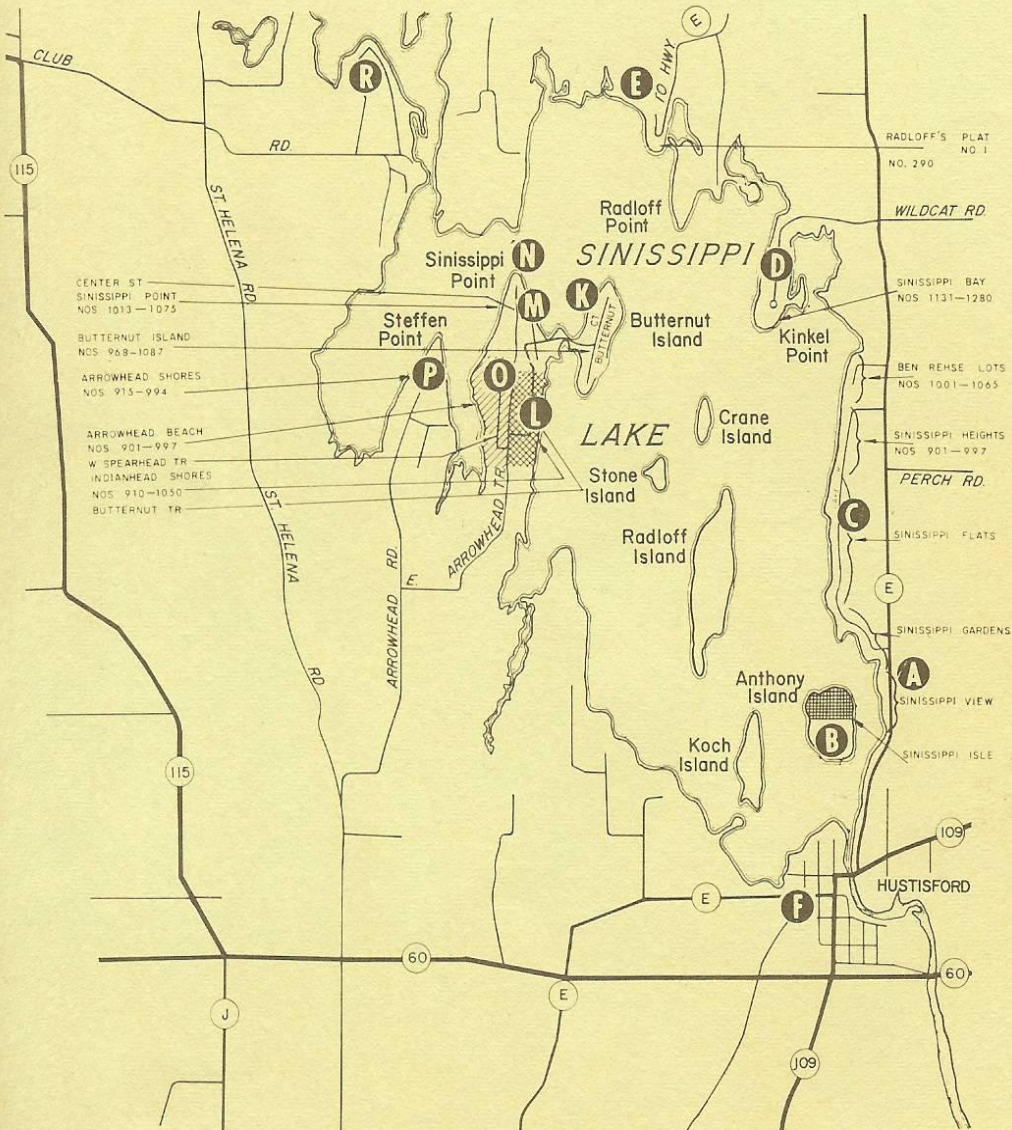 E
CLUB
R
E
TO HWY
RADLOFF'S PLAT
NO. 1
NO. 290
RD.
115
ST. HELENA RD.
Radloff
Point
WILDCAT RD.
SINISSIPPI
Sinissippi
Point
N
D
CENTER ST
SINISSIPPI POINT
NOS 1013-1075
M
K
SINISSIPPI BAY
NOS 1131-1280
Steffen
Point
CT
BUTTERNUT
Butternut
Island
Kinkel
Point
BUTTERNUT ISLAND
NOS 968-1087
ARROWHEAD SHORES
NOS 915-994
P
O
BEN REHSE LOTS
NOS 1001-1065
L
LAKE
Crane
Island
ARROWHEAD BEACH
NOS 901-997
W SPEARHEAD TR
INDIANHEAD SHORES
NOS 910-1050
BUTTERNUT TR
SINISSIPPI HEIGHTS
NOS 901-997
Stone
Island
PERCH RD.
ST. HELENA
RD
ARROWHEAD TR.
C
Radloff
Island
SINISSIPPI FLATS
E.
E
ARROWHEAD RD.
SINISSIPPI GARDENS
Anthony
Island
A
SINISSIPPI VIEW
B
Koch
Island
SINISSIPPI ISLE
115
109
HUSTISFORD
E
F
60
60
E
J
109